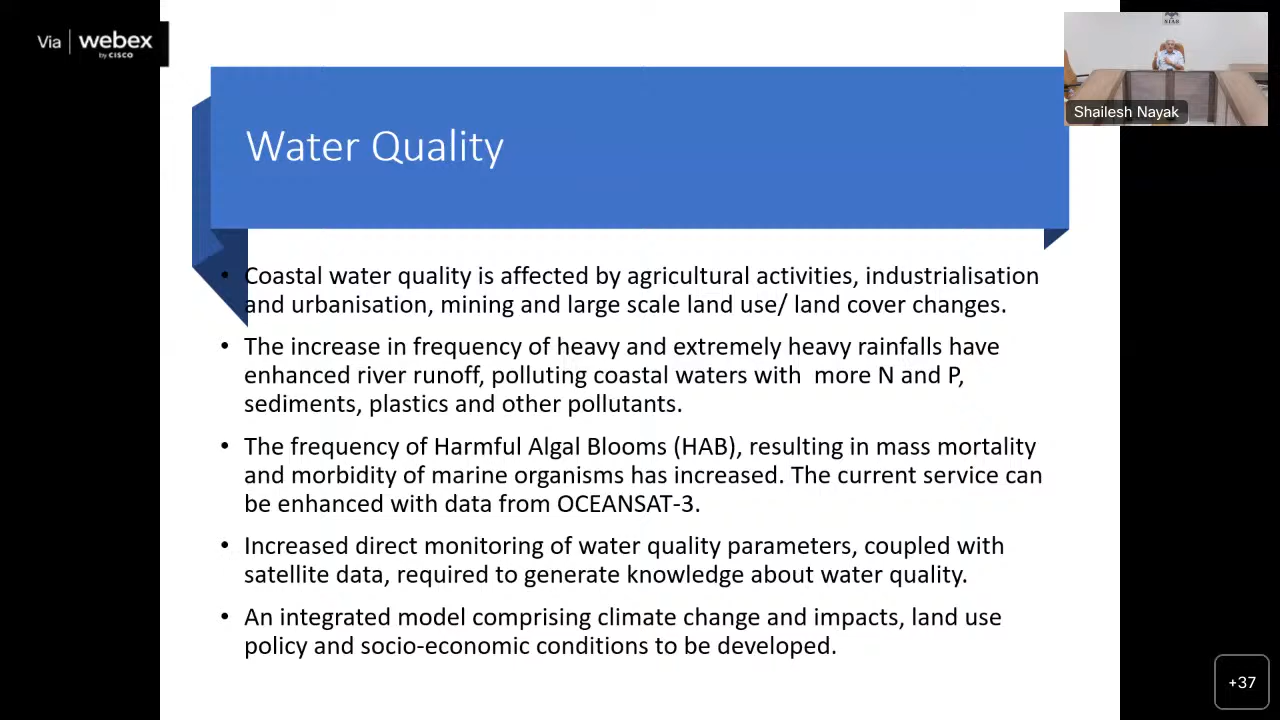 Via webex
by CISCO
Shailesh Nayak
Water Quality
• Coastal water quality is affected by agricultural activities, industrialisation
and urbanisation, mining and large scale land use/ land cover changes.
• The increase in frequency of heavy and extremely heavy rainfalls have
enhanced river runoff, polluting coastal waters with  more N and P,
sediments, plastics and other pollutants.
• The frequency of Harmful Algal Blooms (HAB), resulting in mass mortality
and morbidity of marine organisms has increased. The current service can
be enhanced with data from OCEANSAT-3.
• Increased direct monitoring of water quality parameters, coupled with
satellite data, required to generate knowledge about water quality.
• An integrated model comprising climate change and impacts, land use
policy and socio-economic conditions to be developed.
+37